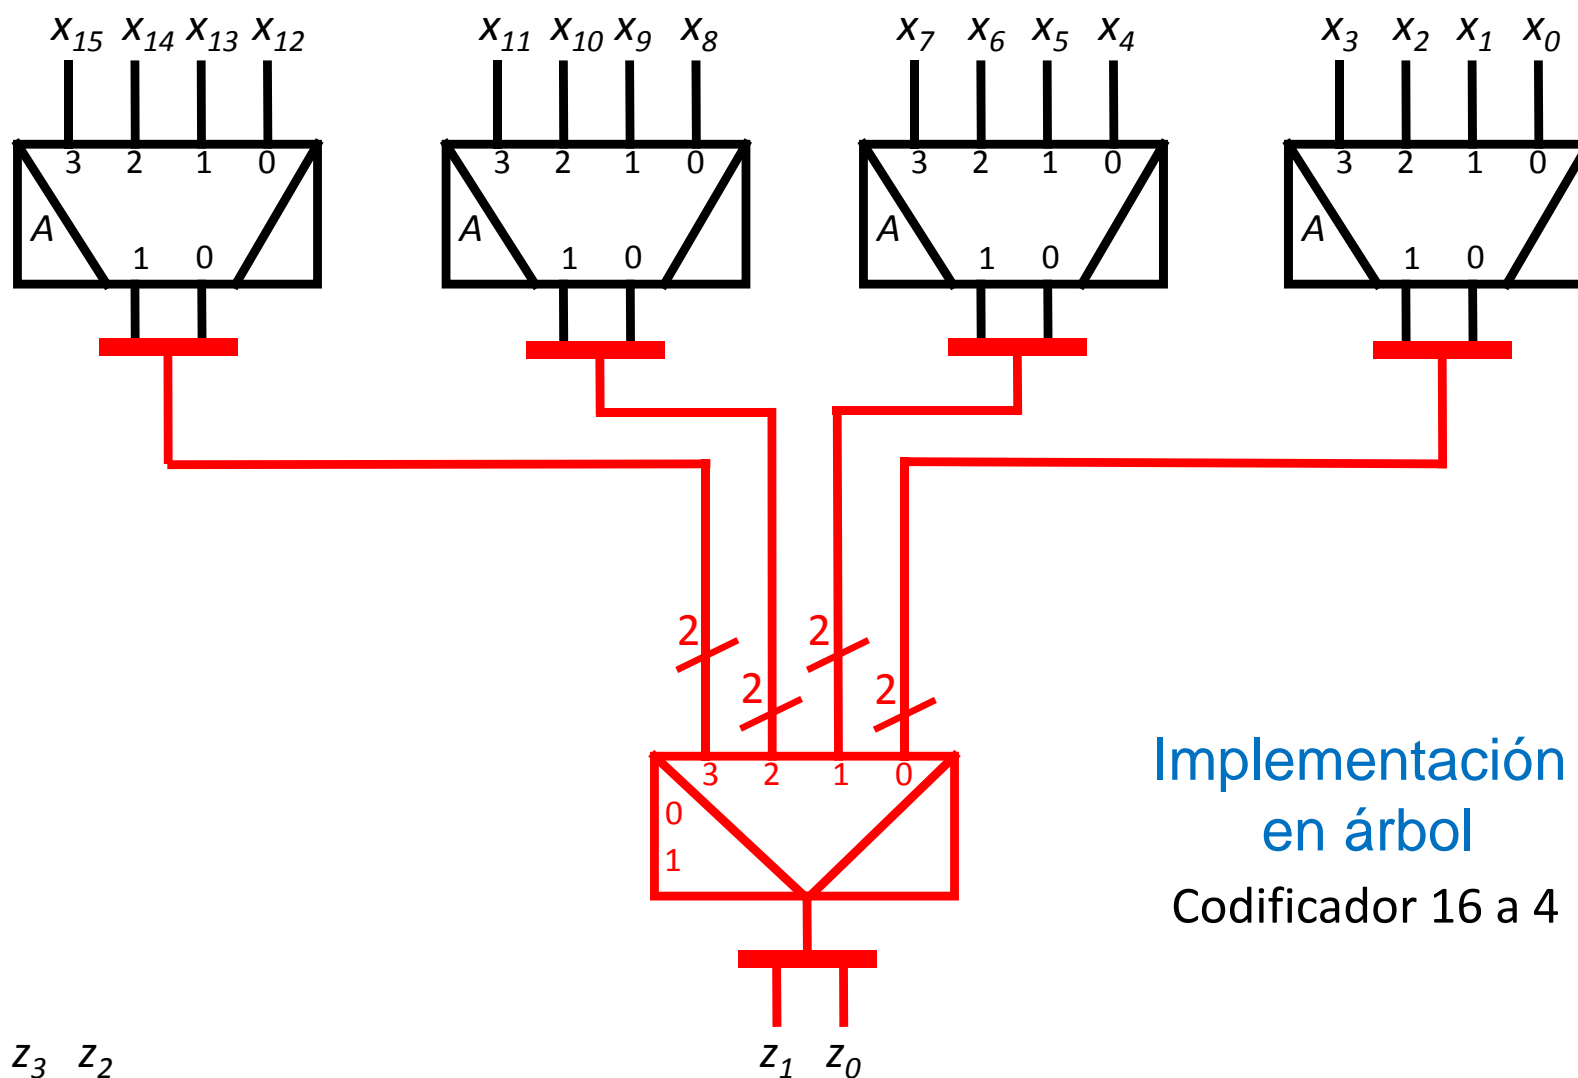 x15 x14 x13 x12 x11 x10 x9 x8 x7 x6 x5 x4 x3 x2 x1 x0
3 2 1 0 3 2 1 0 3 2 1 0 3 2 1 0
A A A A
1 0 1 0 1 0 1 0
2 2
2 2
3 2 1 0
0
1
Implementación
en árbol
Codificador 16 a 4
z3 z2 z1 z0